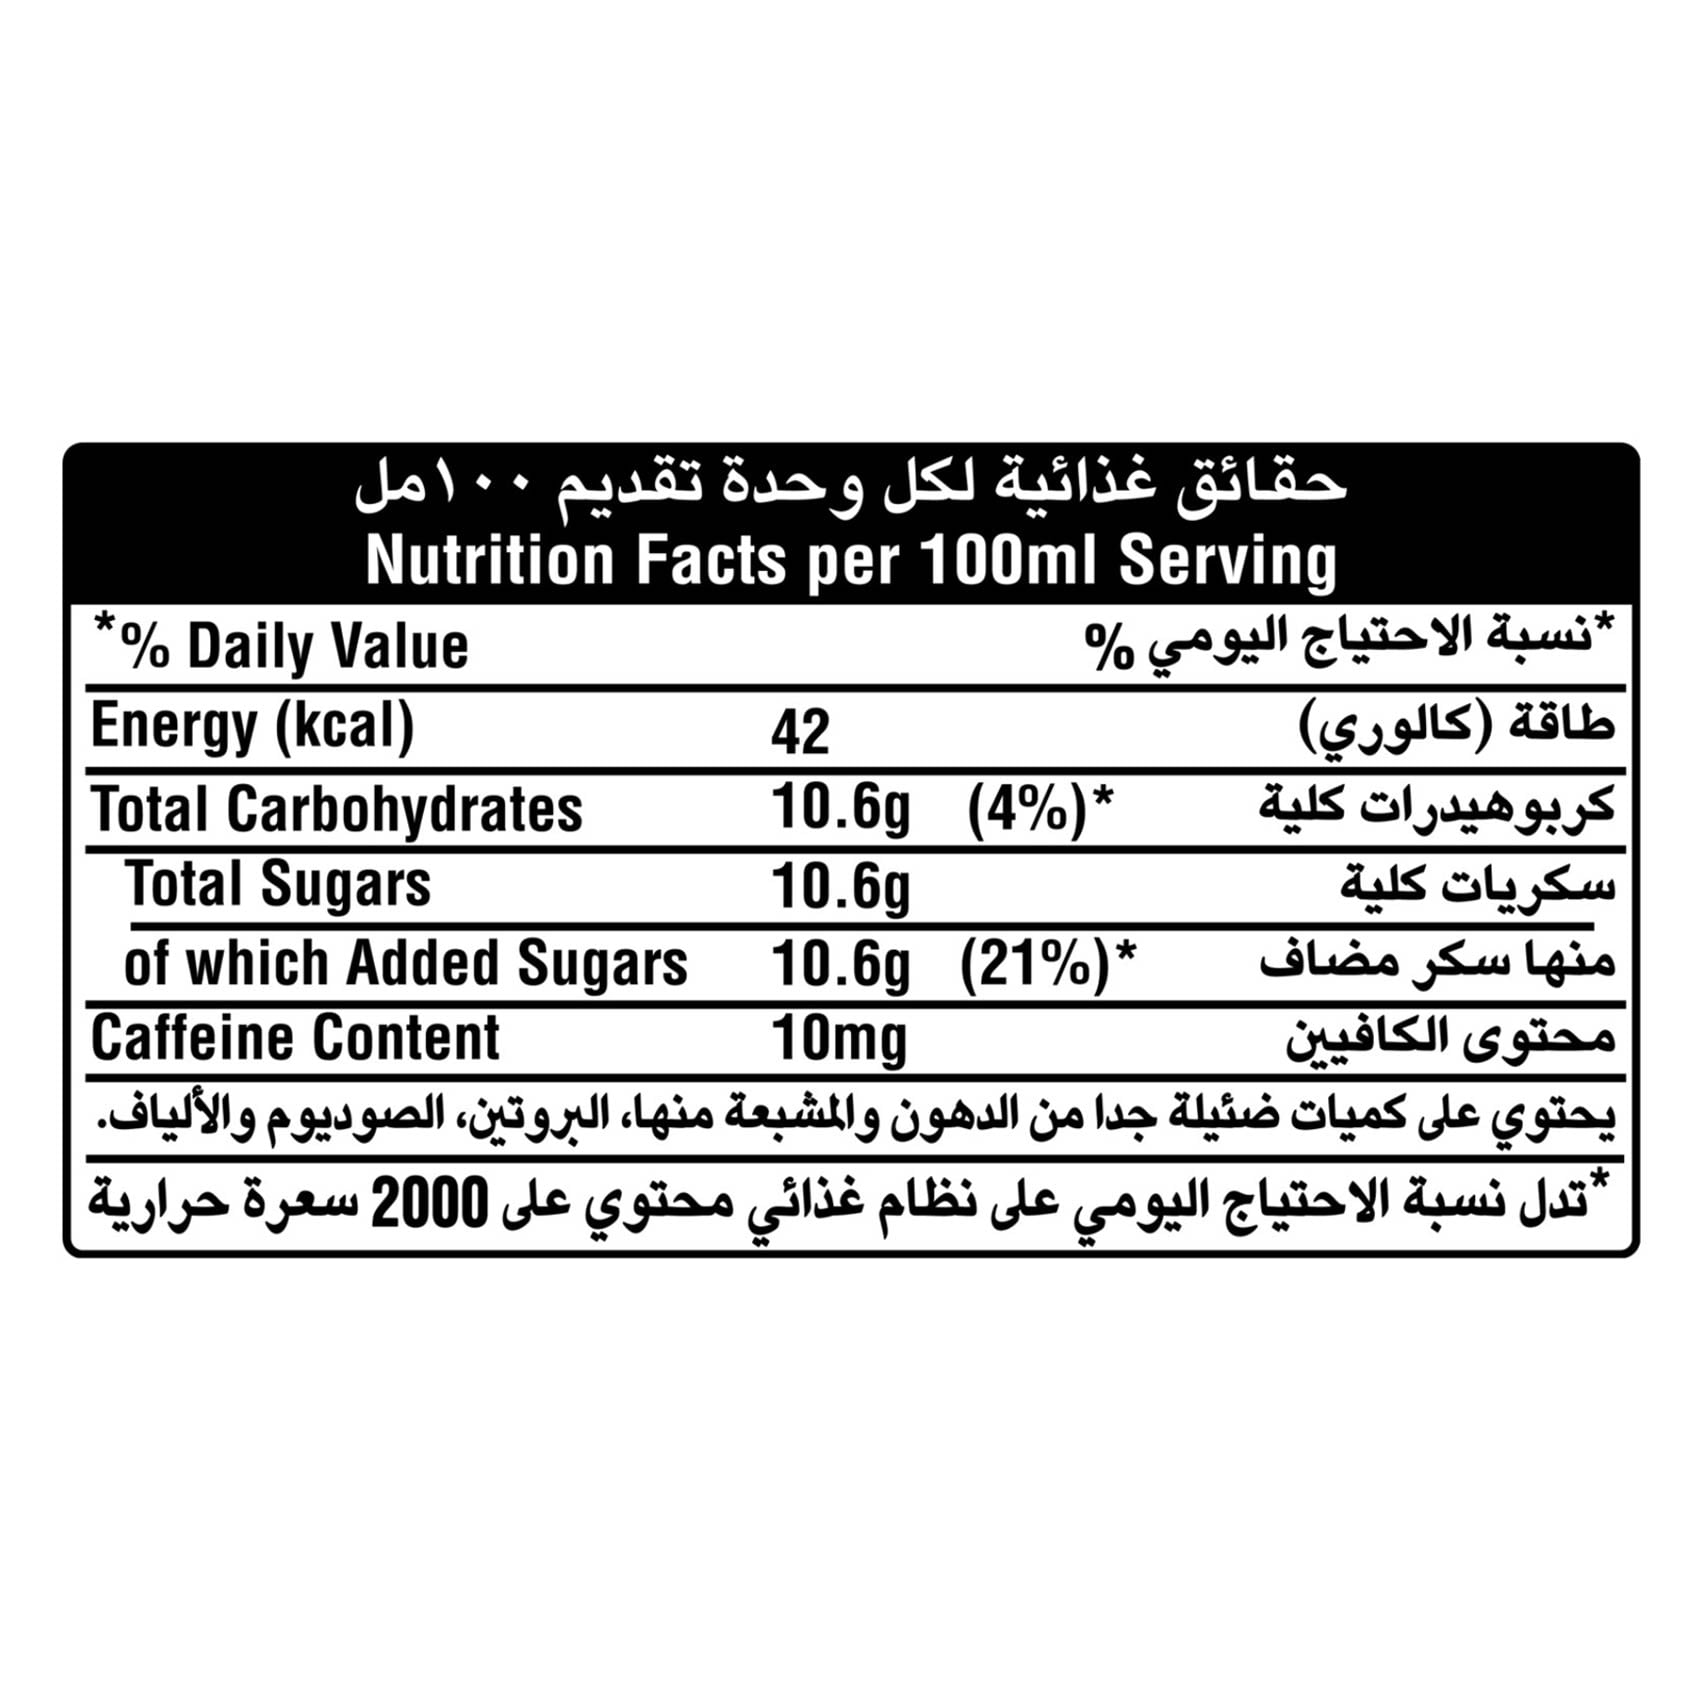 حقائق غذائية لكل وحدة تقديم ١٠٠مل
Nutrition Facts per 100ml Serving
*% Daily Value *نسبة الاحتياج اليومي %
Energy (kcal) 42 طاقة (كالوري)
Total Carbohydrates 10.6g (4%)* كربوهيدرات كلية
Total Sugars 10.6g سكريات كلية
of which Added Sugars 10.6g (21%)* منها سكر مضاف
Caffeine Content 10mg محتوى الكافيين
يحتوي على كميات ضئيلة جدا من الدهون والمشبعة منها، البروتين، الصوديوم والألياف.
*تدل نسبة الاحتياج اليومي على نظام غذائي محتوي على 2000 سعرة حرارية